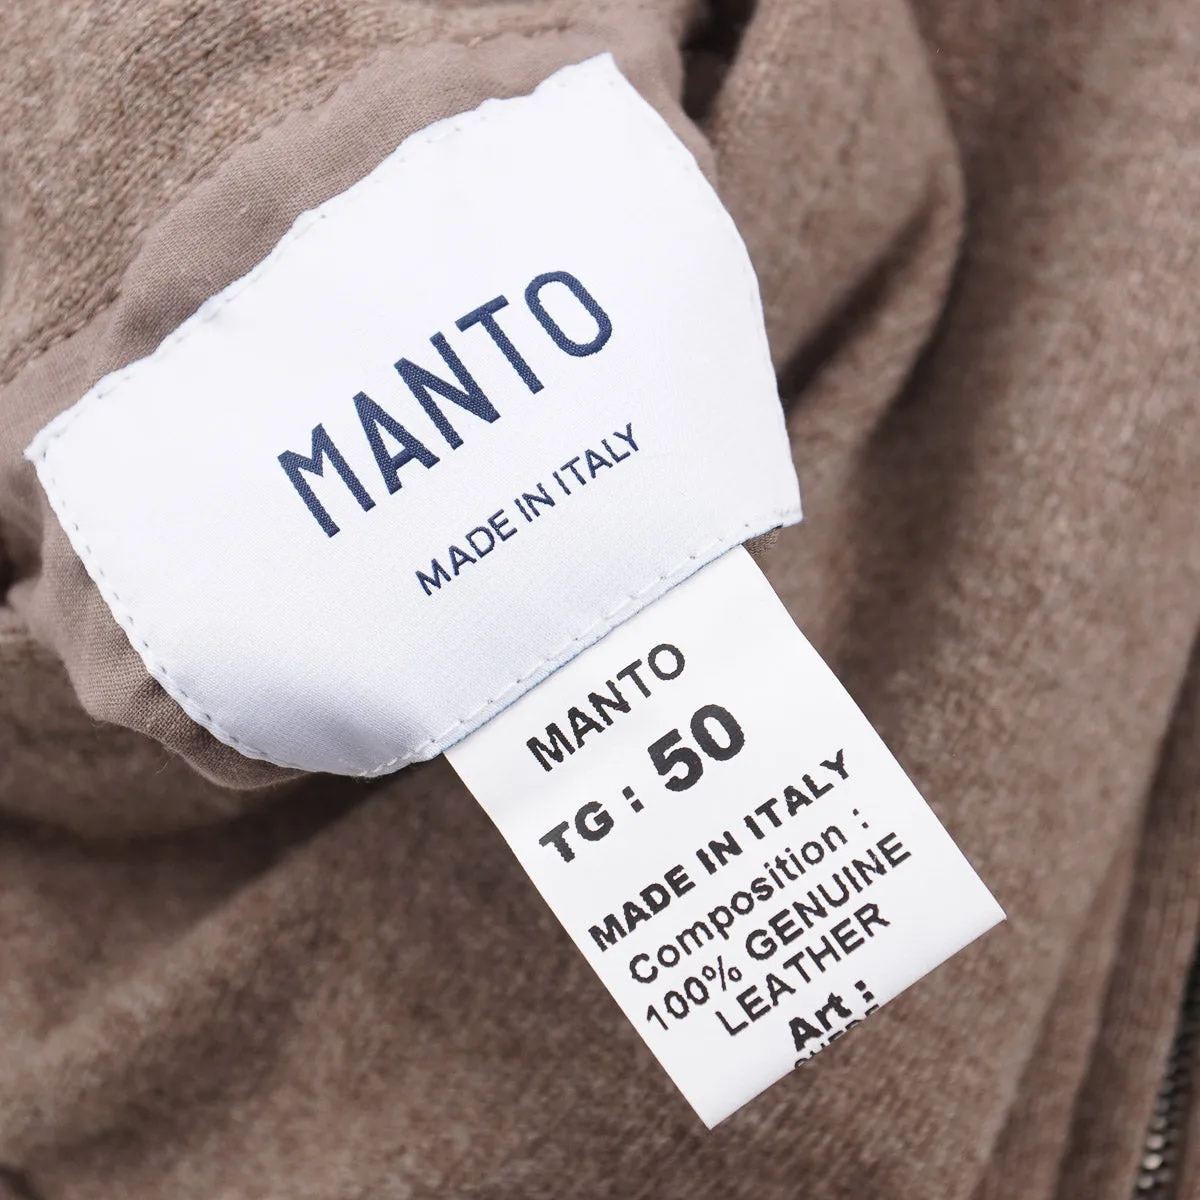 MANTO
MADE IN ITALY
MANTO
TG : 50
MADE IN ITALY
Composition :
100% GENUINE
LEATHER
Art :